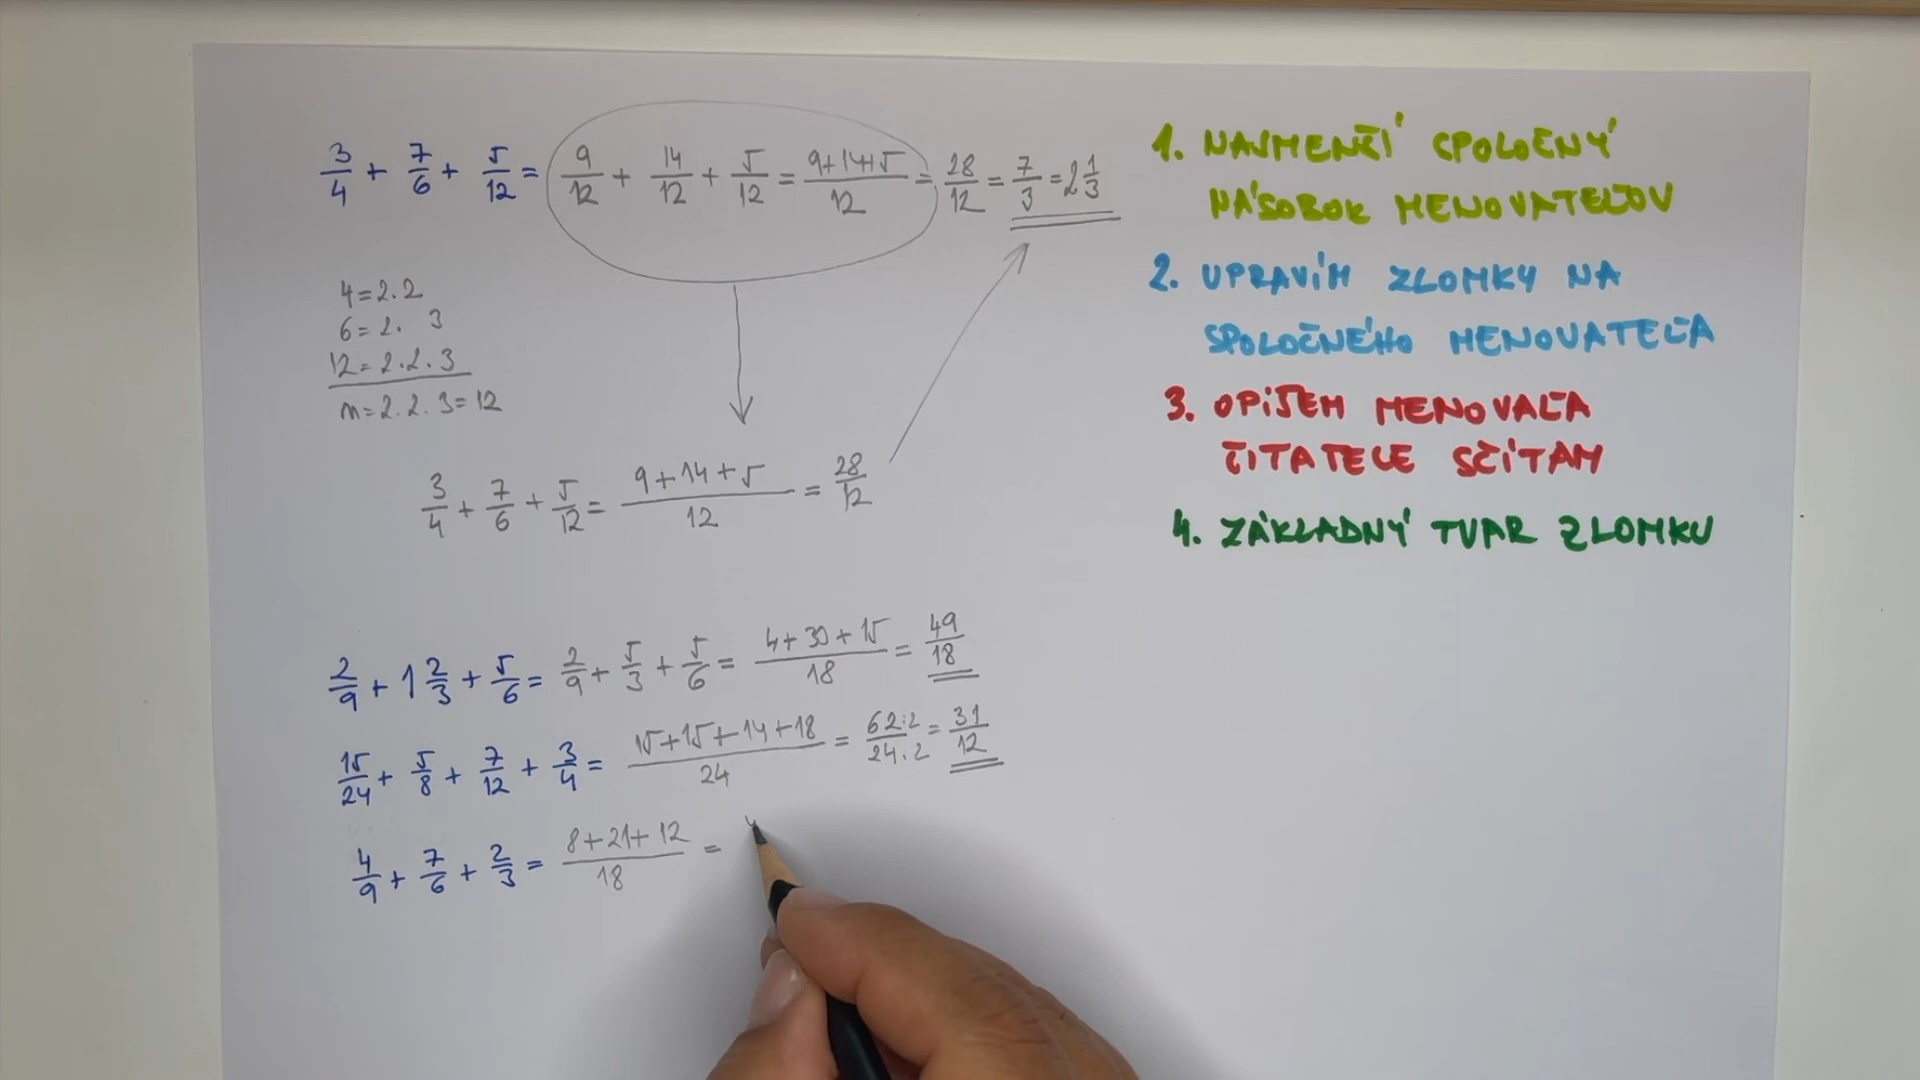 3/4 + 7/6 + 5/12 = 9/12 + 14/12 + 5/12 = 9+14+5/12 = 28/12 = 7/3 = 2 1/3
4=2.2
6=2. 3
12=2.2.3
n=2.2.3=12
3/4 + 7/6 + 5/12 = 9+14+5/12 = 28/12
2/9 + 1 2/3 + 5/6 = 2/9 + 5/3 + 5/6 = 4+30+15/18 = 49/18
15/24 + 5/8 + 7/12 + 3/4 = 15+15+14+18/24 = 62:2/24.2 = 31/12
4/9 + 7/6 + 2/3 = 8+21+12/18 =
1. NAJMENŠÍ SPOLOČNÝ
NÁSOBOK MENOVATEĽOV
2. UPRAVÍM ZLOMKY NA
SPOLOČNÉHO MENOVATEĽA
3. OPÍŠEM MENOVAĽA
ČITATELE SČÍTAM
4. ZÁKLADNÝ TVAR ZLOMKU